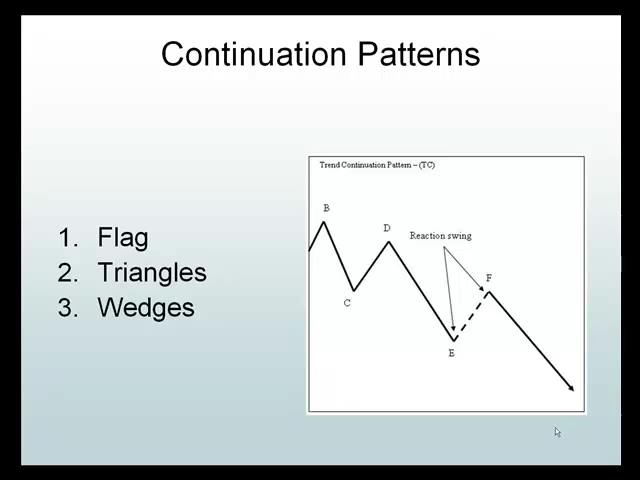 Continuation Patterns
1. Flag
2. Triangles
3. Wedges
Trend Continuation Pattern – (TC)
B
D
Reaction swing
F
C
E